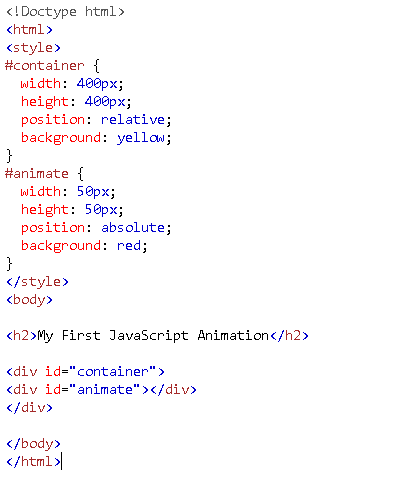 <!Doctype html>
<html>
<style>
#container {
  width: 400px;
  height: 400px;
  position: relative;
  background: yellow;
}
#animate {
  width: 50px;
  height: 50px;
  position: absolute;
  background: red;
}
</style>
<body>

<h2>My First JavaScript Animation</h2>

<div id="container">
<div id="animate"></div>
</div>

</body>
</html>